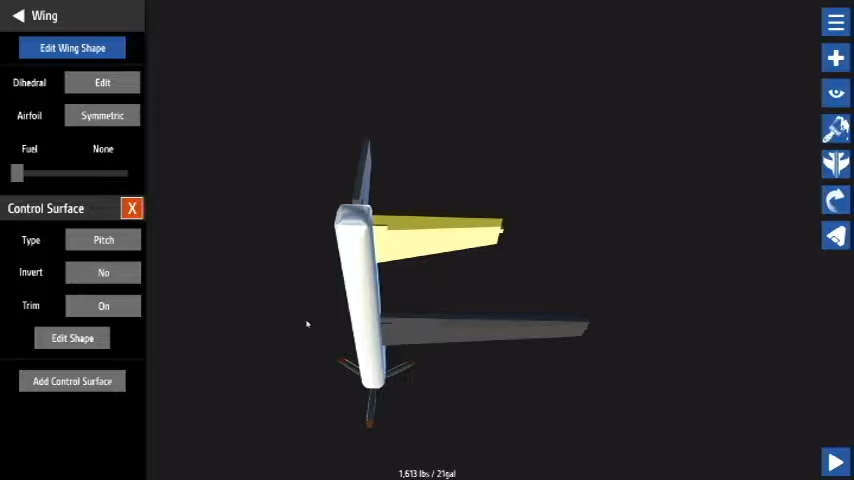 Wing
Edit Wing Shape
Dihedral Edit
Airfoil Symmetric
Fuel None
Control Surface X
Type Pitch
Invert No
Trim On
Edit Shape
Add Control Surface
1,613 lbs / 21gal